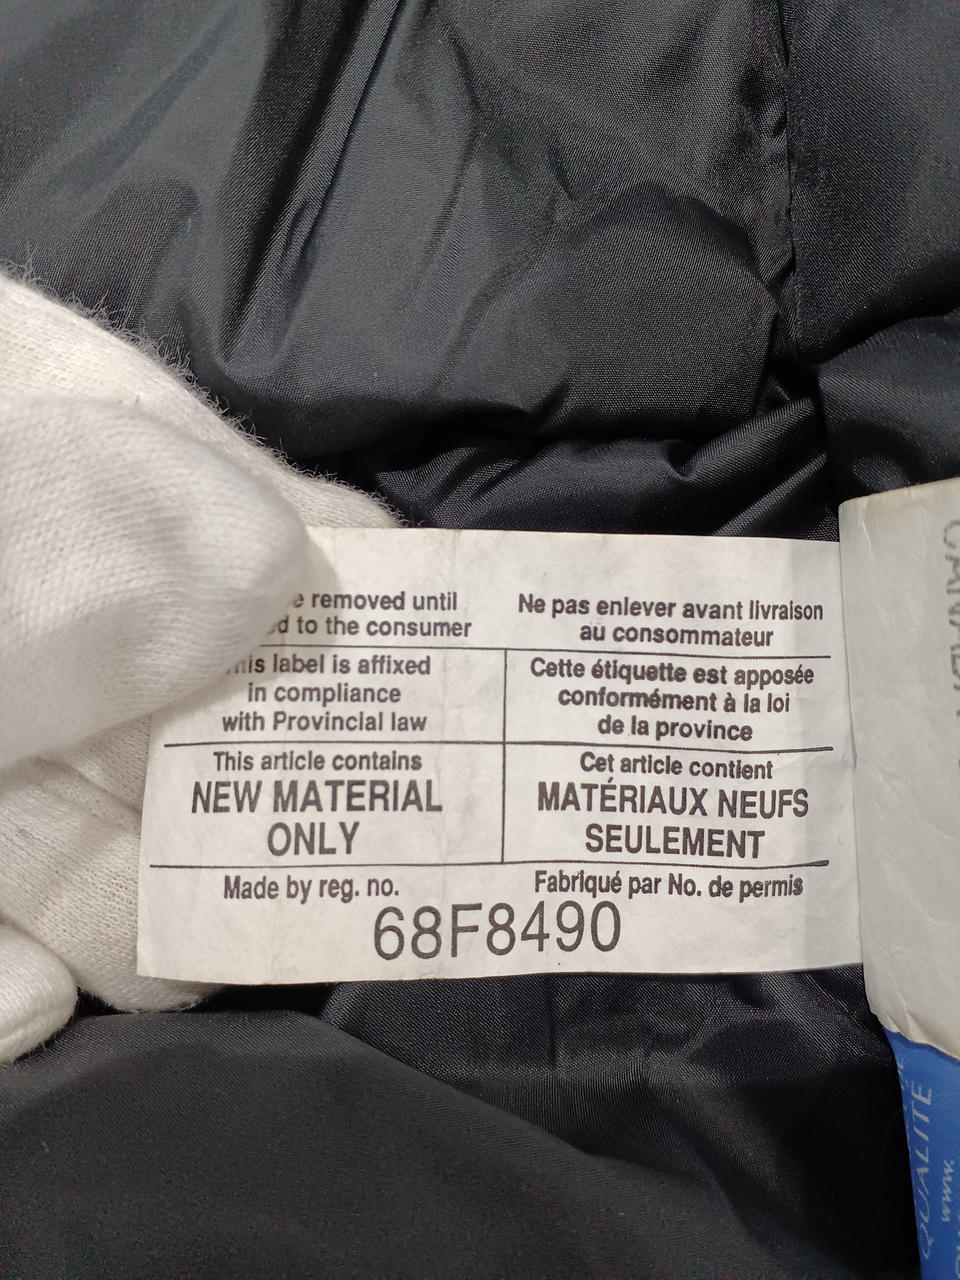 removed until
to the consumer
Ne pas enlever avant livraison
au consommateur
label is affixed
in compliance
with Provincial law
Cette étiquette est apposée
conformément à la loi
de la province
This article contains
NEW MATERIAL
ONLY
Cet article contient
MATÉRIAUX NEUFS
SEULEMENT
Made by reg. no.
Fabriqué par No. de permis
68F8490
QUALITÉ
www.